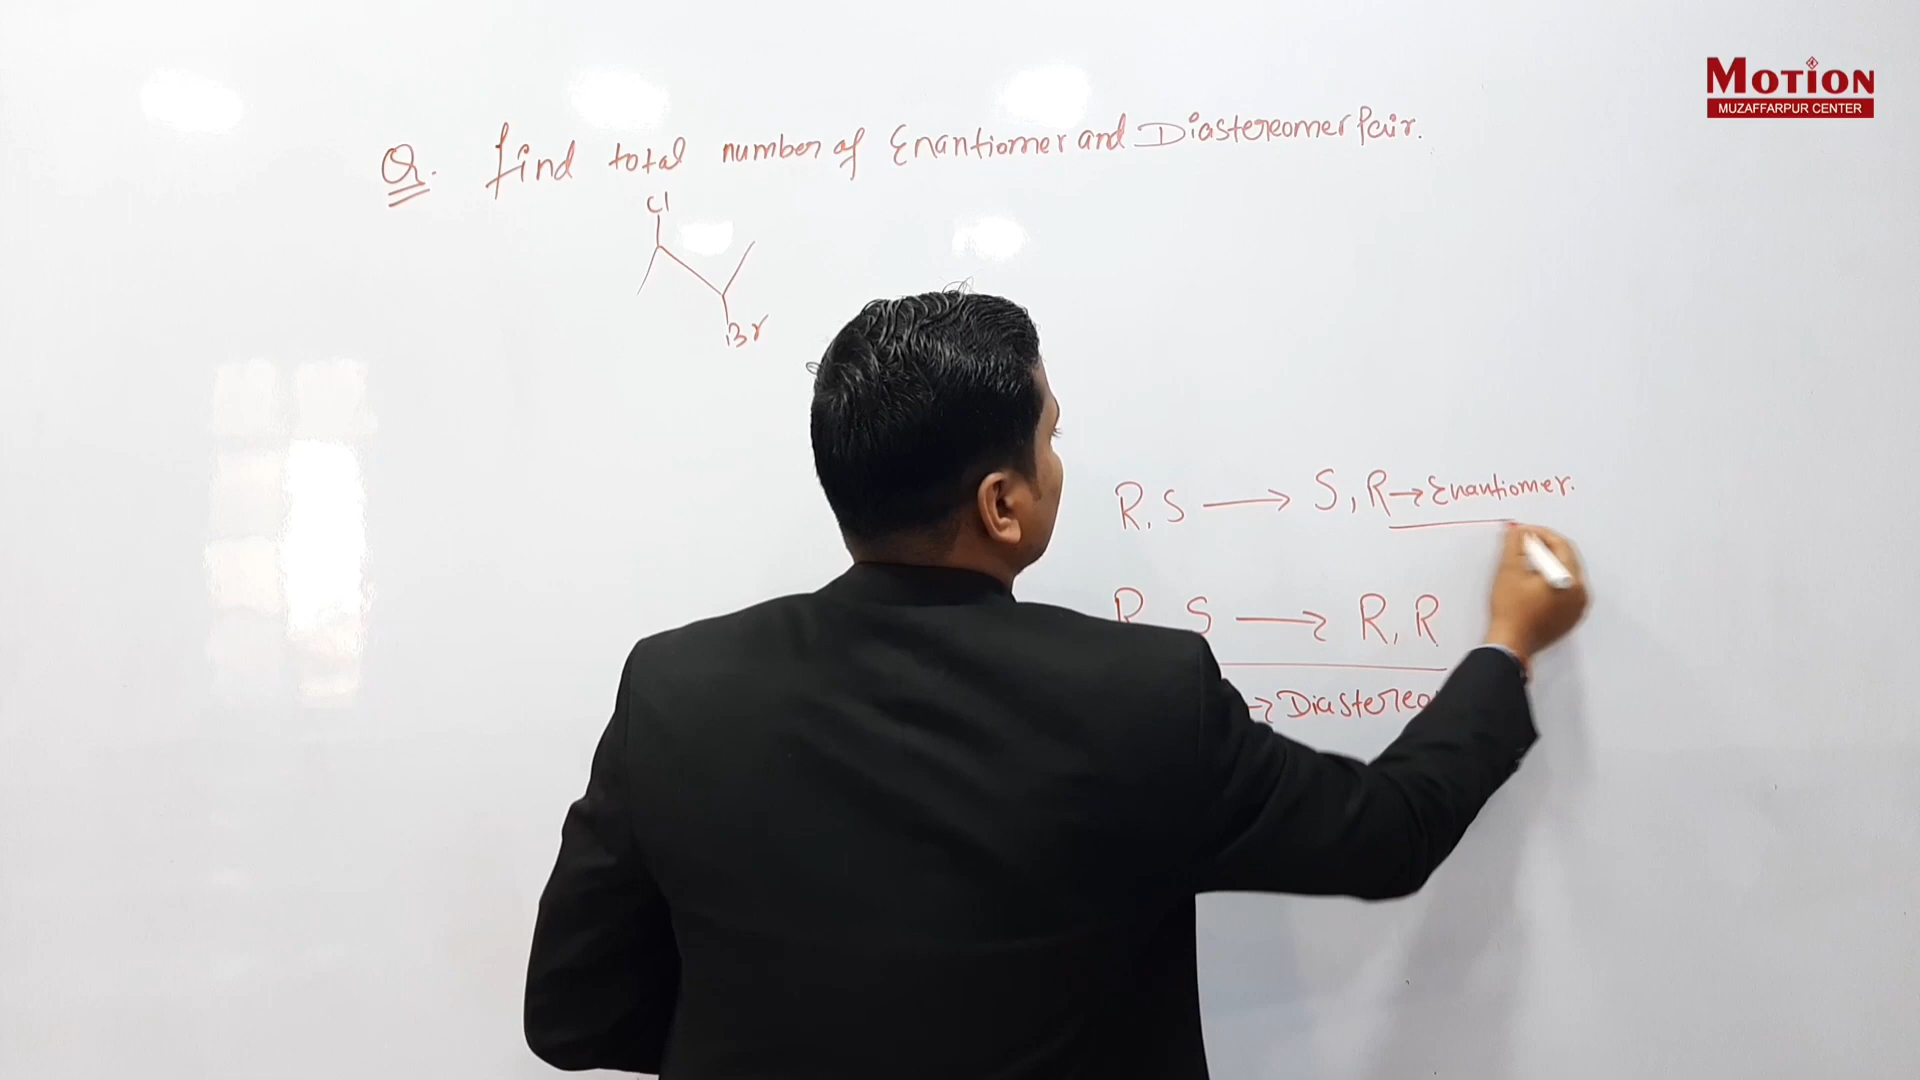 MOTION
MUZAFFARPUR CENTER
Q. find total number of Enantiomer and Diastereomer Pair.
Cl
Br
R, S → S, R → Enantiomer.
R S → R, R
→ Diastereo